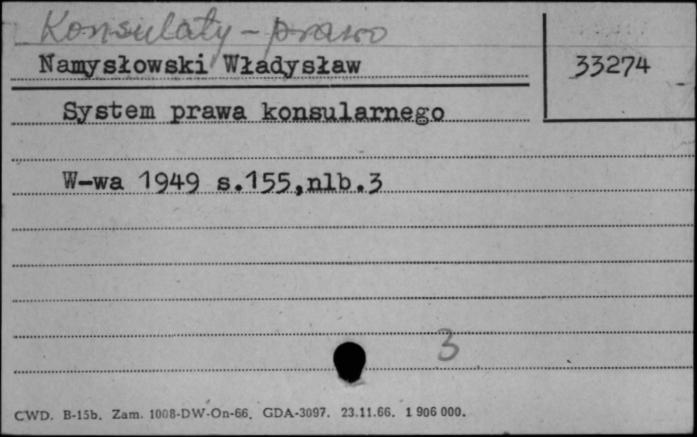 Konsulaty - prawo
Namysłowski Władysław
33274
System prawa konsularnego
W-wa 1949 s.155,nlb.3
3
CWD. B-15b. Zam. 1008-DW-On-66. GDA-3097. 23.11.66. 1 906 000.